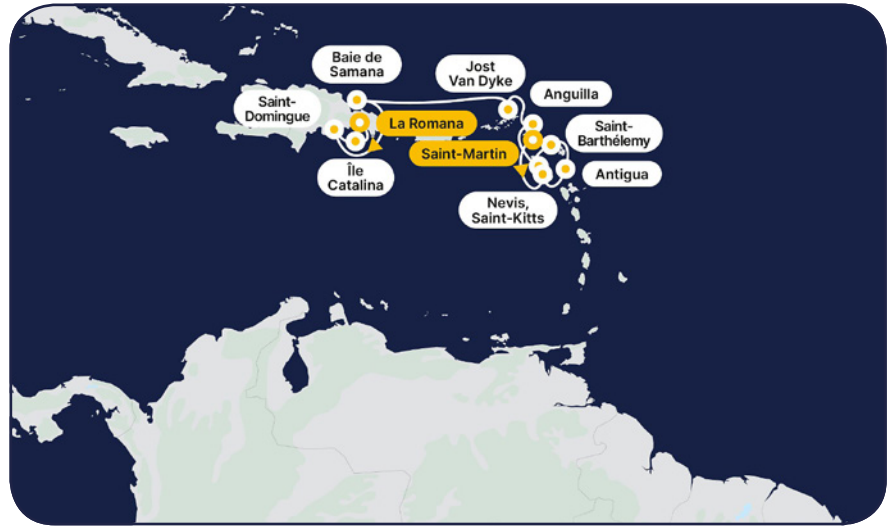 Baie de
Samana
Jost
Van Dyke
Anguilla
Saint-
Domingue
La Romana
Saint-
Barthélemy
Saint-Martin
Île
Catalina
Antigua
Nevis,
Saint-Kitts